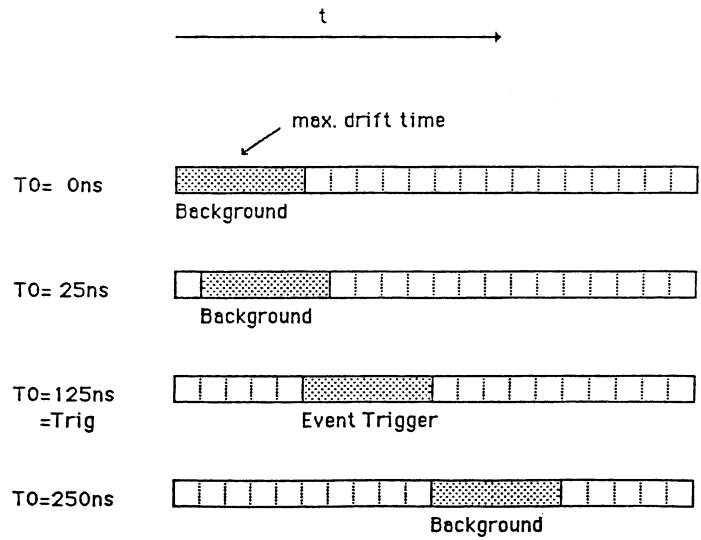 t
max. drift time
T0= 0ns
Background
T0= 25ns
Background
T0=125ns
=Trig
Event Trigger
T0=250ns
Background